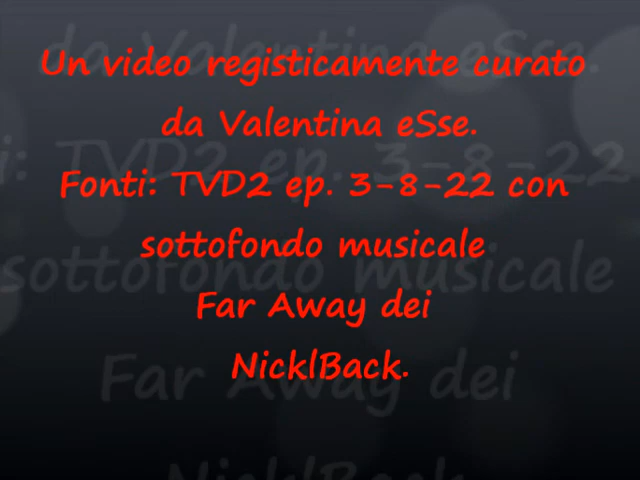 Un video registicamente curato
da Valentina eSse.
Fonti: TVD2 ep. 3-8-22 con
sottofondo musicale
Far Away dei
NicklBack.